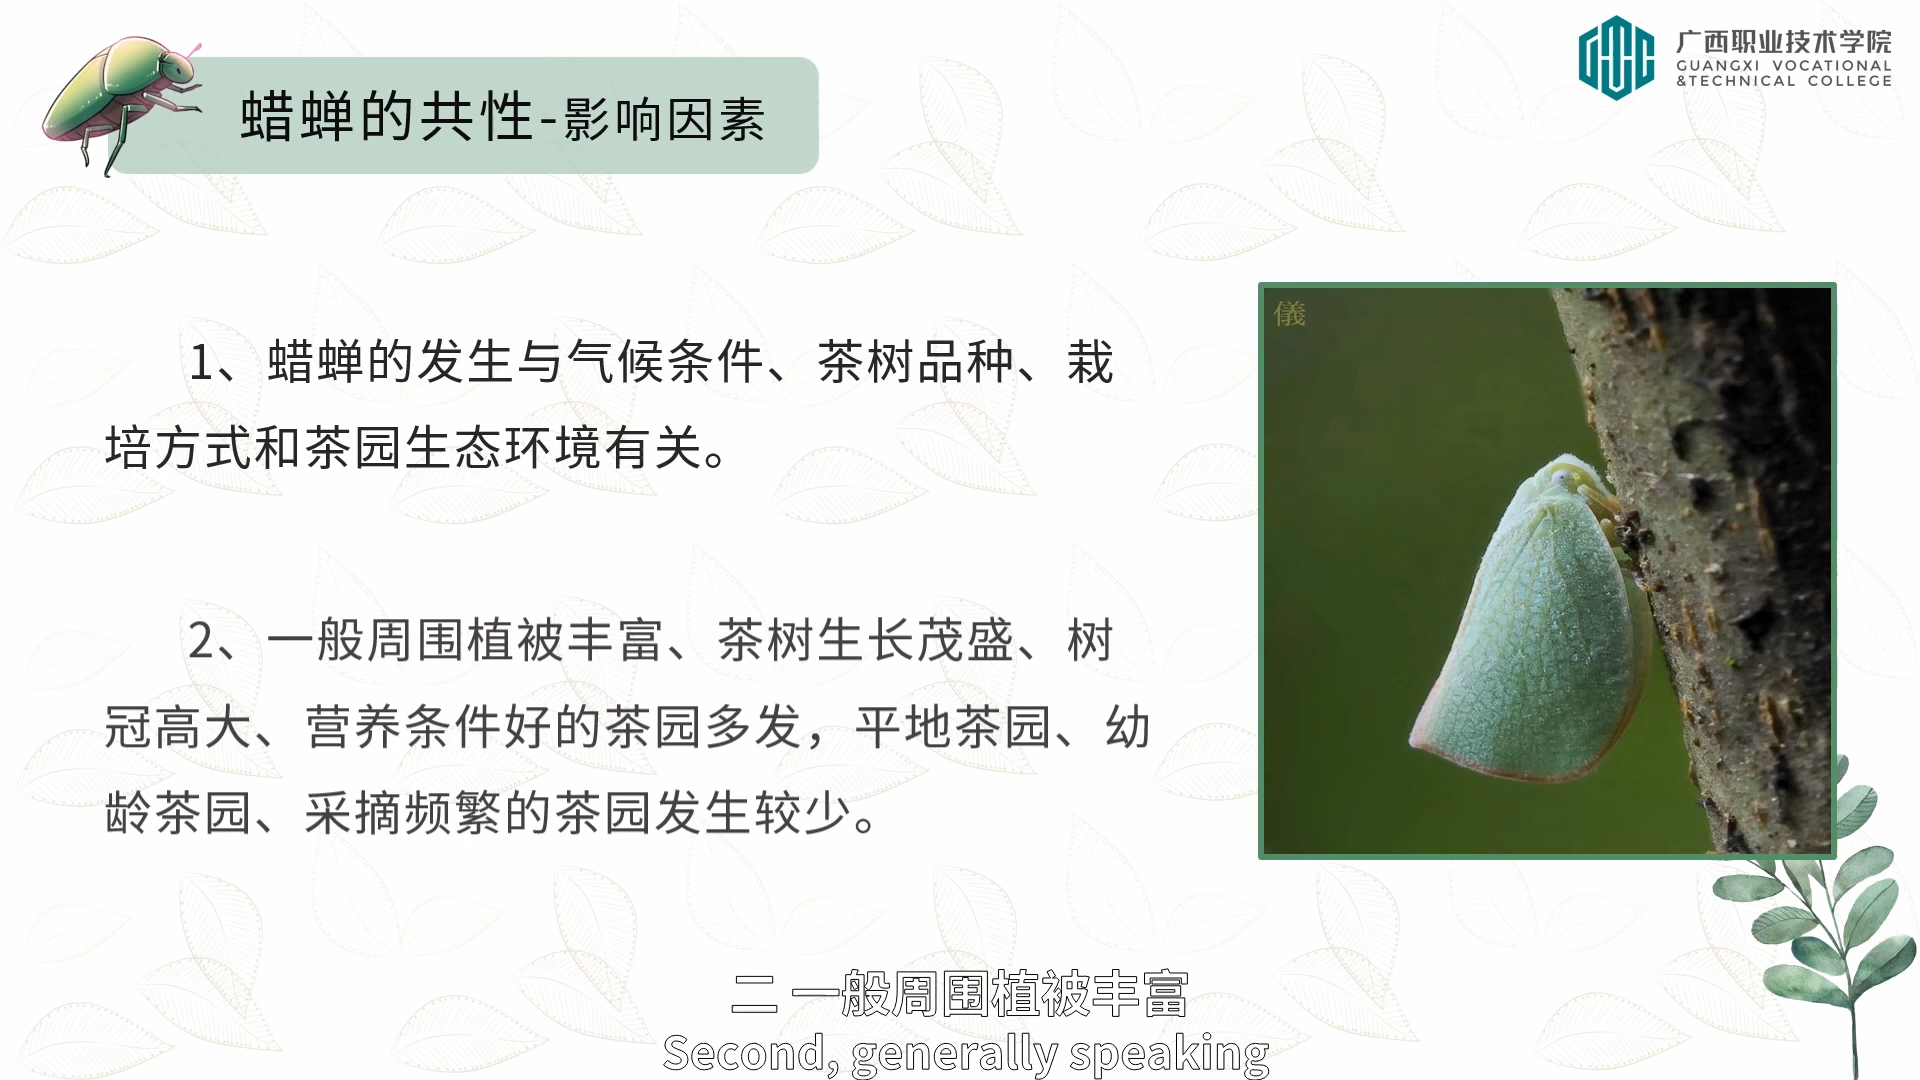 蜡蝉的共性-影响因素
广西职业技术学院
GUANGXI VOCATIONAL
&TECHNICAL COLLEGE
儀
1、蜡蝉的发生与气候条件、茶树品种、栽
培方式和茶园生态环境有关。
2、一般周围植被丰富、茶树生长茂盛、树
冠高大、营养条件好的茶园多发，平地茶园、幼
龄茶园、采摘频繁的茶园发生较少。
二 一般周围植被丰富
Second, generally speaking